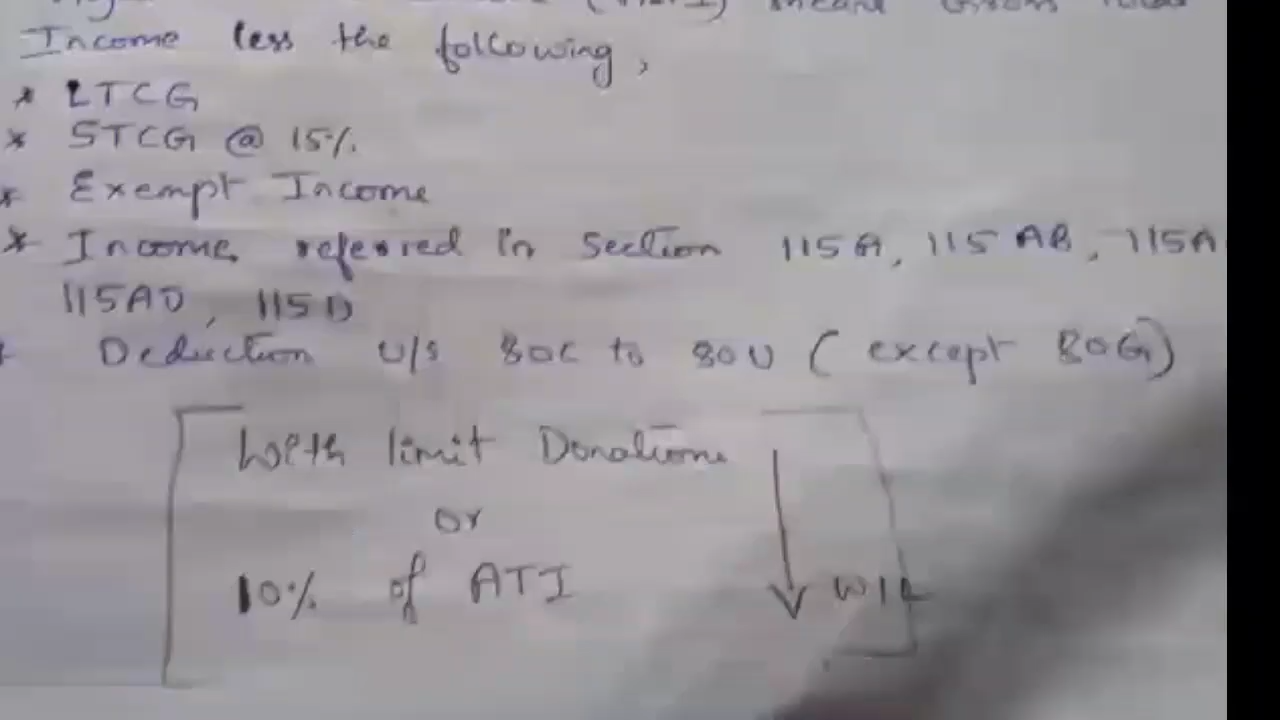 Income less the following,
* LTCG
* STCG @ 15%
* Exempt Income
* Income referred in Section 115A, 115AB, 115A
115AD, 115D
Deduction U/s 80C to 80U (except 80G)
With limit Donations
Or
10% of ATI
↓ W/L